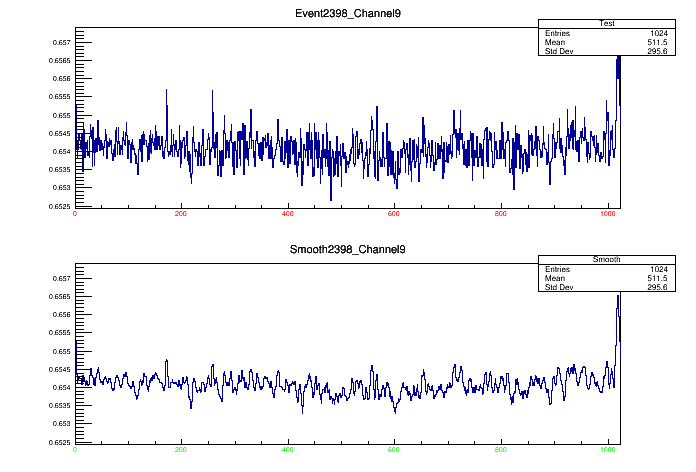 Event2398_Channel9
Test
Entries 1024
Mean 511.5
Std Dev 295.6
0.657
0.6565
0.656
0.6555
0.655
0.6545
0.654
0.6535
0.653
0.6525
0 200 400 600 800 1000
Smooth2398_Channel9
Smooth
Entries 1024
Mean 511.5
Std Dev 295.6
0.657
0.6565
0.656
0.6555
0.655
0.6545
0.654
0.6535
0.653
0.6525
0 200 400 600 800 1000